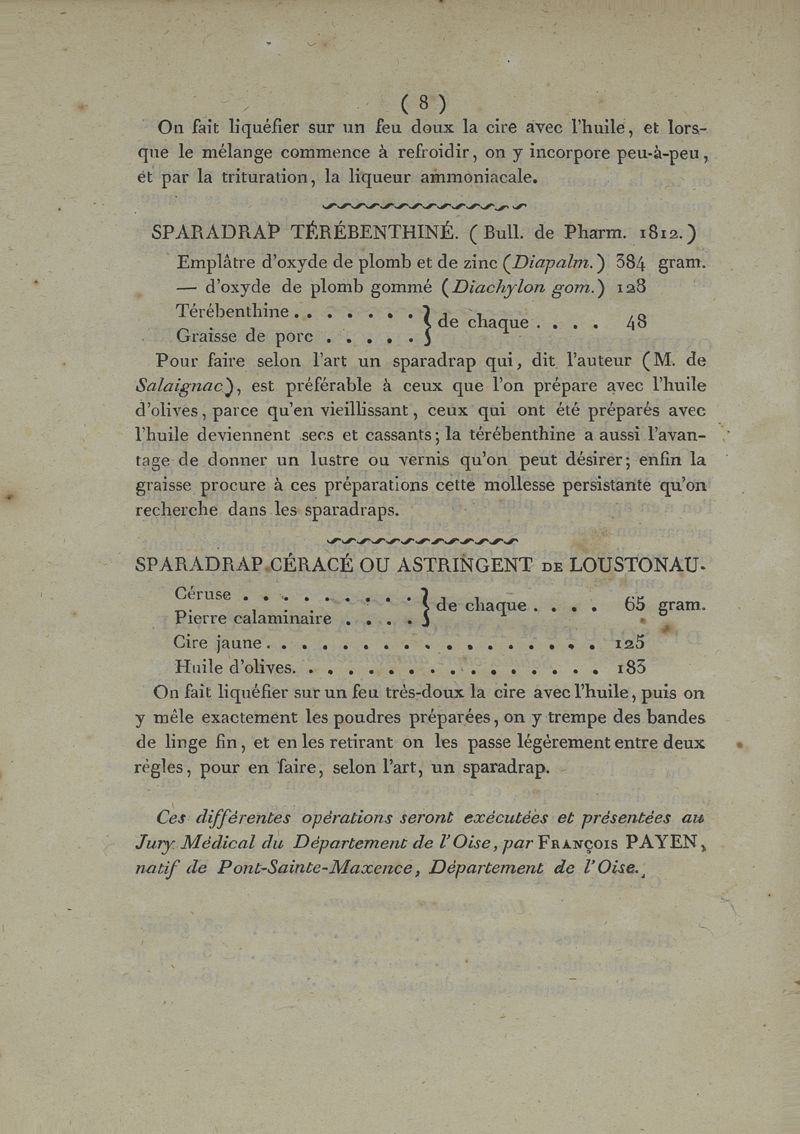 ( 8 )
On fait liquéfier sur un feu doux la cire avec l'huile, et lors-
que le mélange commence à refroidir, on y incorpore peu-à-peu,
et par la trituration, la liqueur ammoniacale.
SPARADRAP TÉRÉBENTHINÉ. ( Bull. de Pharm. 1812. )
Emplâtre d'oxyde de plomb et de zinc (Diapalm.) 384 gram.
— d'oxyde de plomb gommé (Diachylon gom.) 128
Térébenthine . . . . . . .
Graisse de porc . . . . . } de chaque . . . . 48
Pour faire selon l'art un sparadrap qui, dit l'auteur (M. de
Salaignac), est préférable à ceux que l'on prépare avec l'huile
d'olives, parce qu'en vieillissant, ceux qui ont été préparés avec
l'huile deviennent secs et cassants; la térébenthine a aussi l'avan-
tage de donner un lustre ou vernis qu'on peut désirer; enfin la
graisse procure à ces préparations cette mollesse persistante qu'on
recherche dans les sparadraps.
SPARADRAP CÉRACÉ OU ASTRINGENT DE LOUSTONAU.
Céruse . . . . . . . . .
Pierre calaminaire . . . . } de chaque . . . . 65 gram.
Cire jaune . . . . . . . . . . . . . . . . . 125
Huile d'olives. . . . . . . . . . . . . . . . 183
On fait liquéfier sur un feu très-doux la cire avec l'huile, puis on
y mêle exactement les poudres préparées, on y trempe des bandes
de linge fin, et en les retirant on les passe légèrement entre deux
règles, pour en faire, selon l'art, un sparadrap.
Ces différentes opérations seront exécutées et présentées au
Jury Médical du Département de l'Oise, par FRANÇOIS PAYEN,
natif de Pont-Sainte-Maxence, Département de l'Oise.